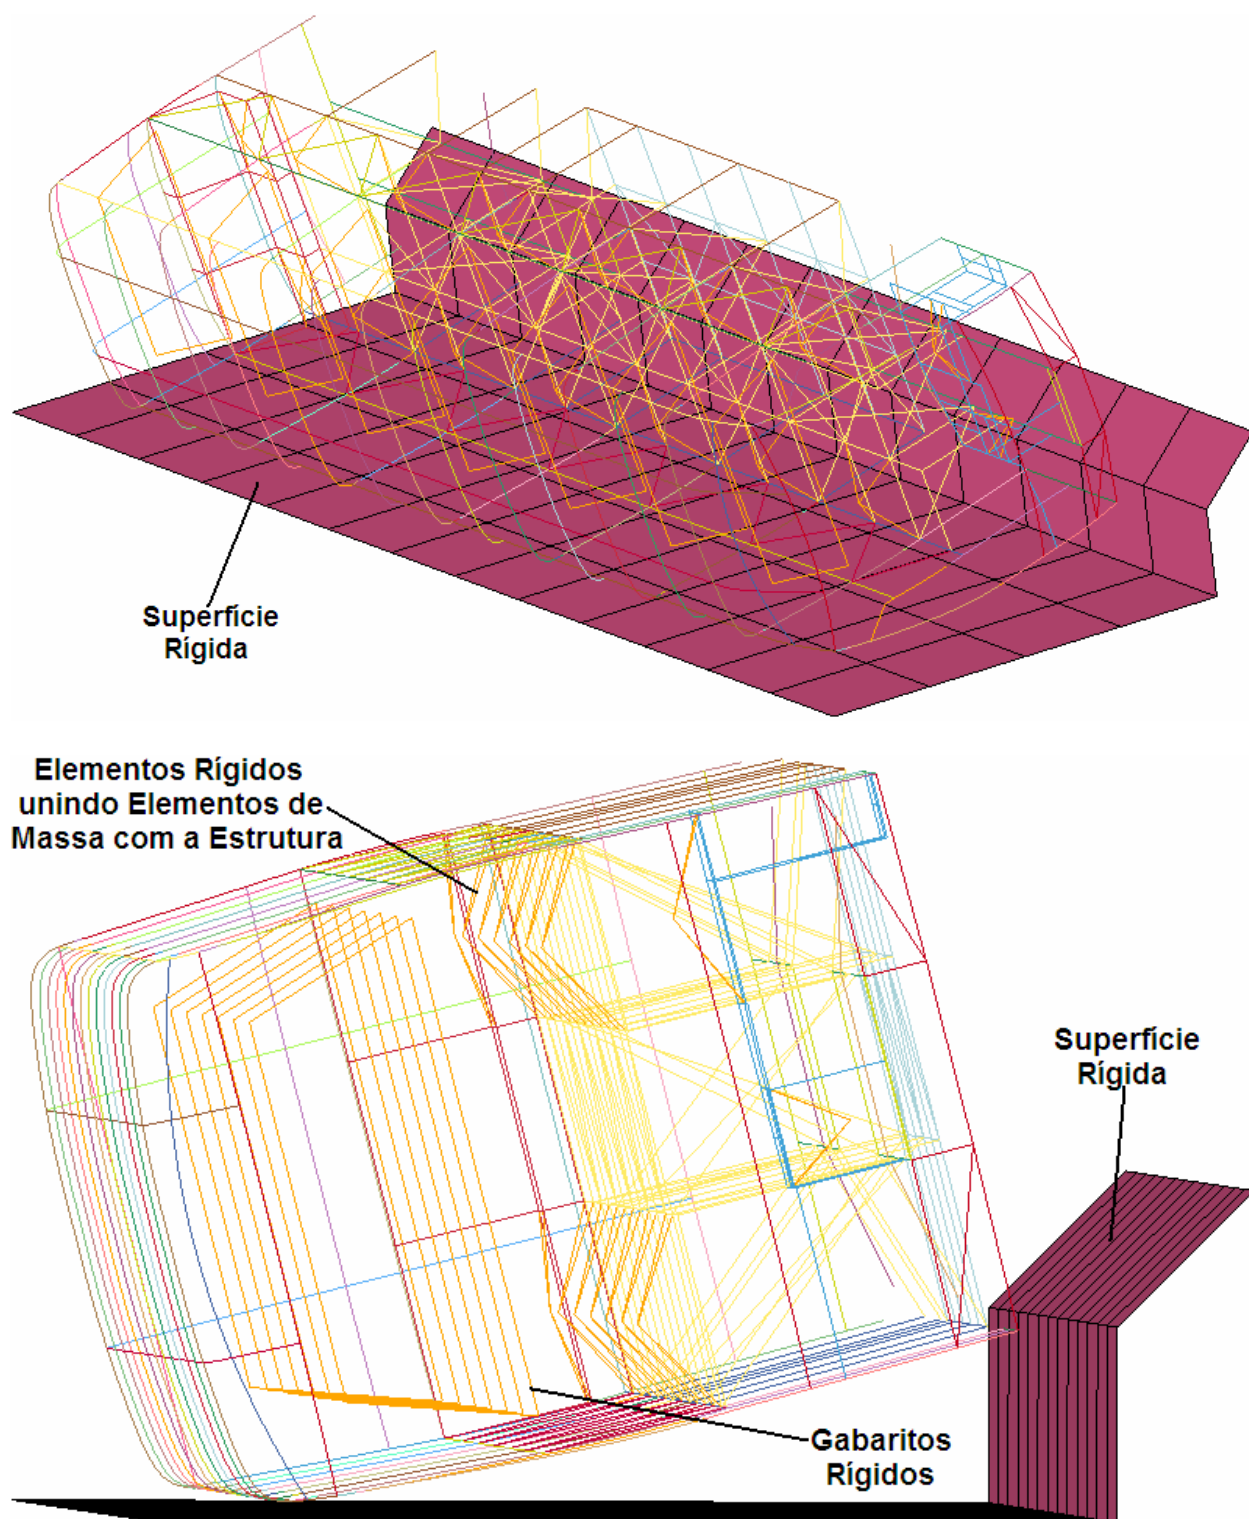 Superfície
Rígida
Elementos Rígidos
unindo Elementos de
Massa com a Estrutura
Superfície
Rígida
Gabaritos
Rígidos